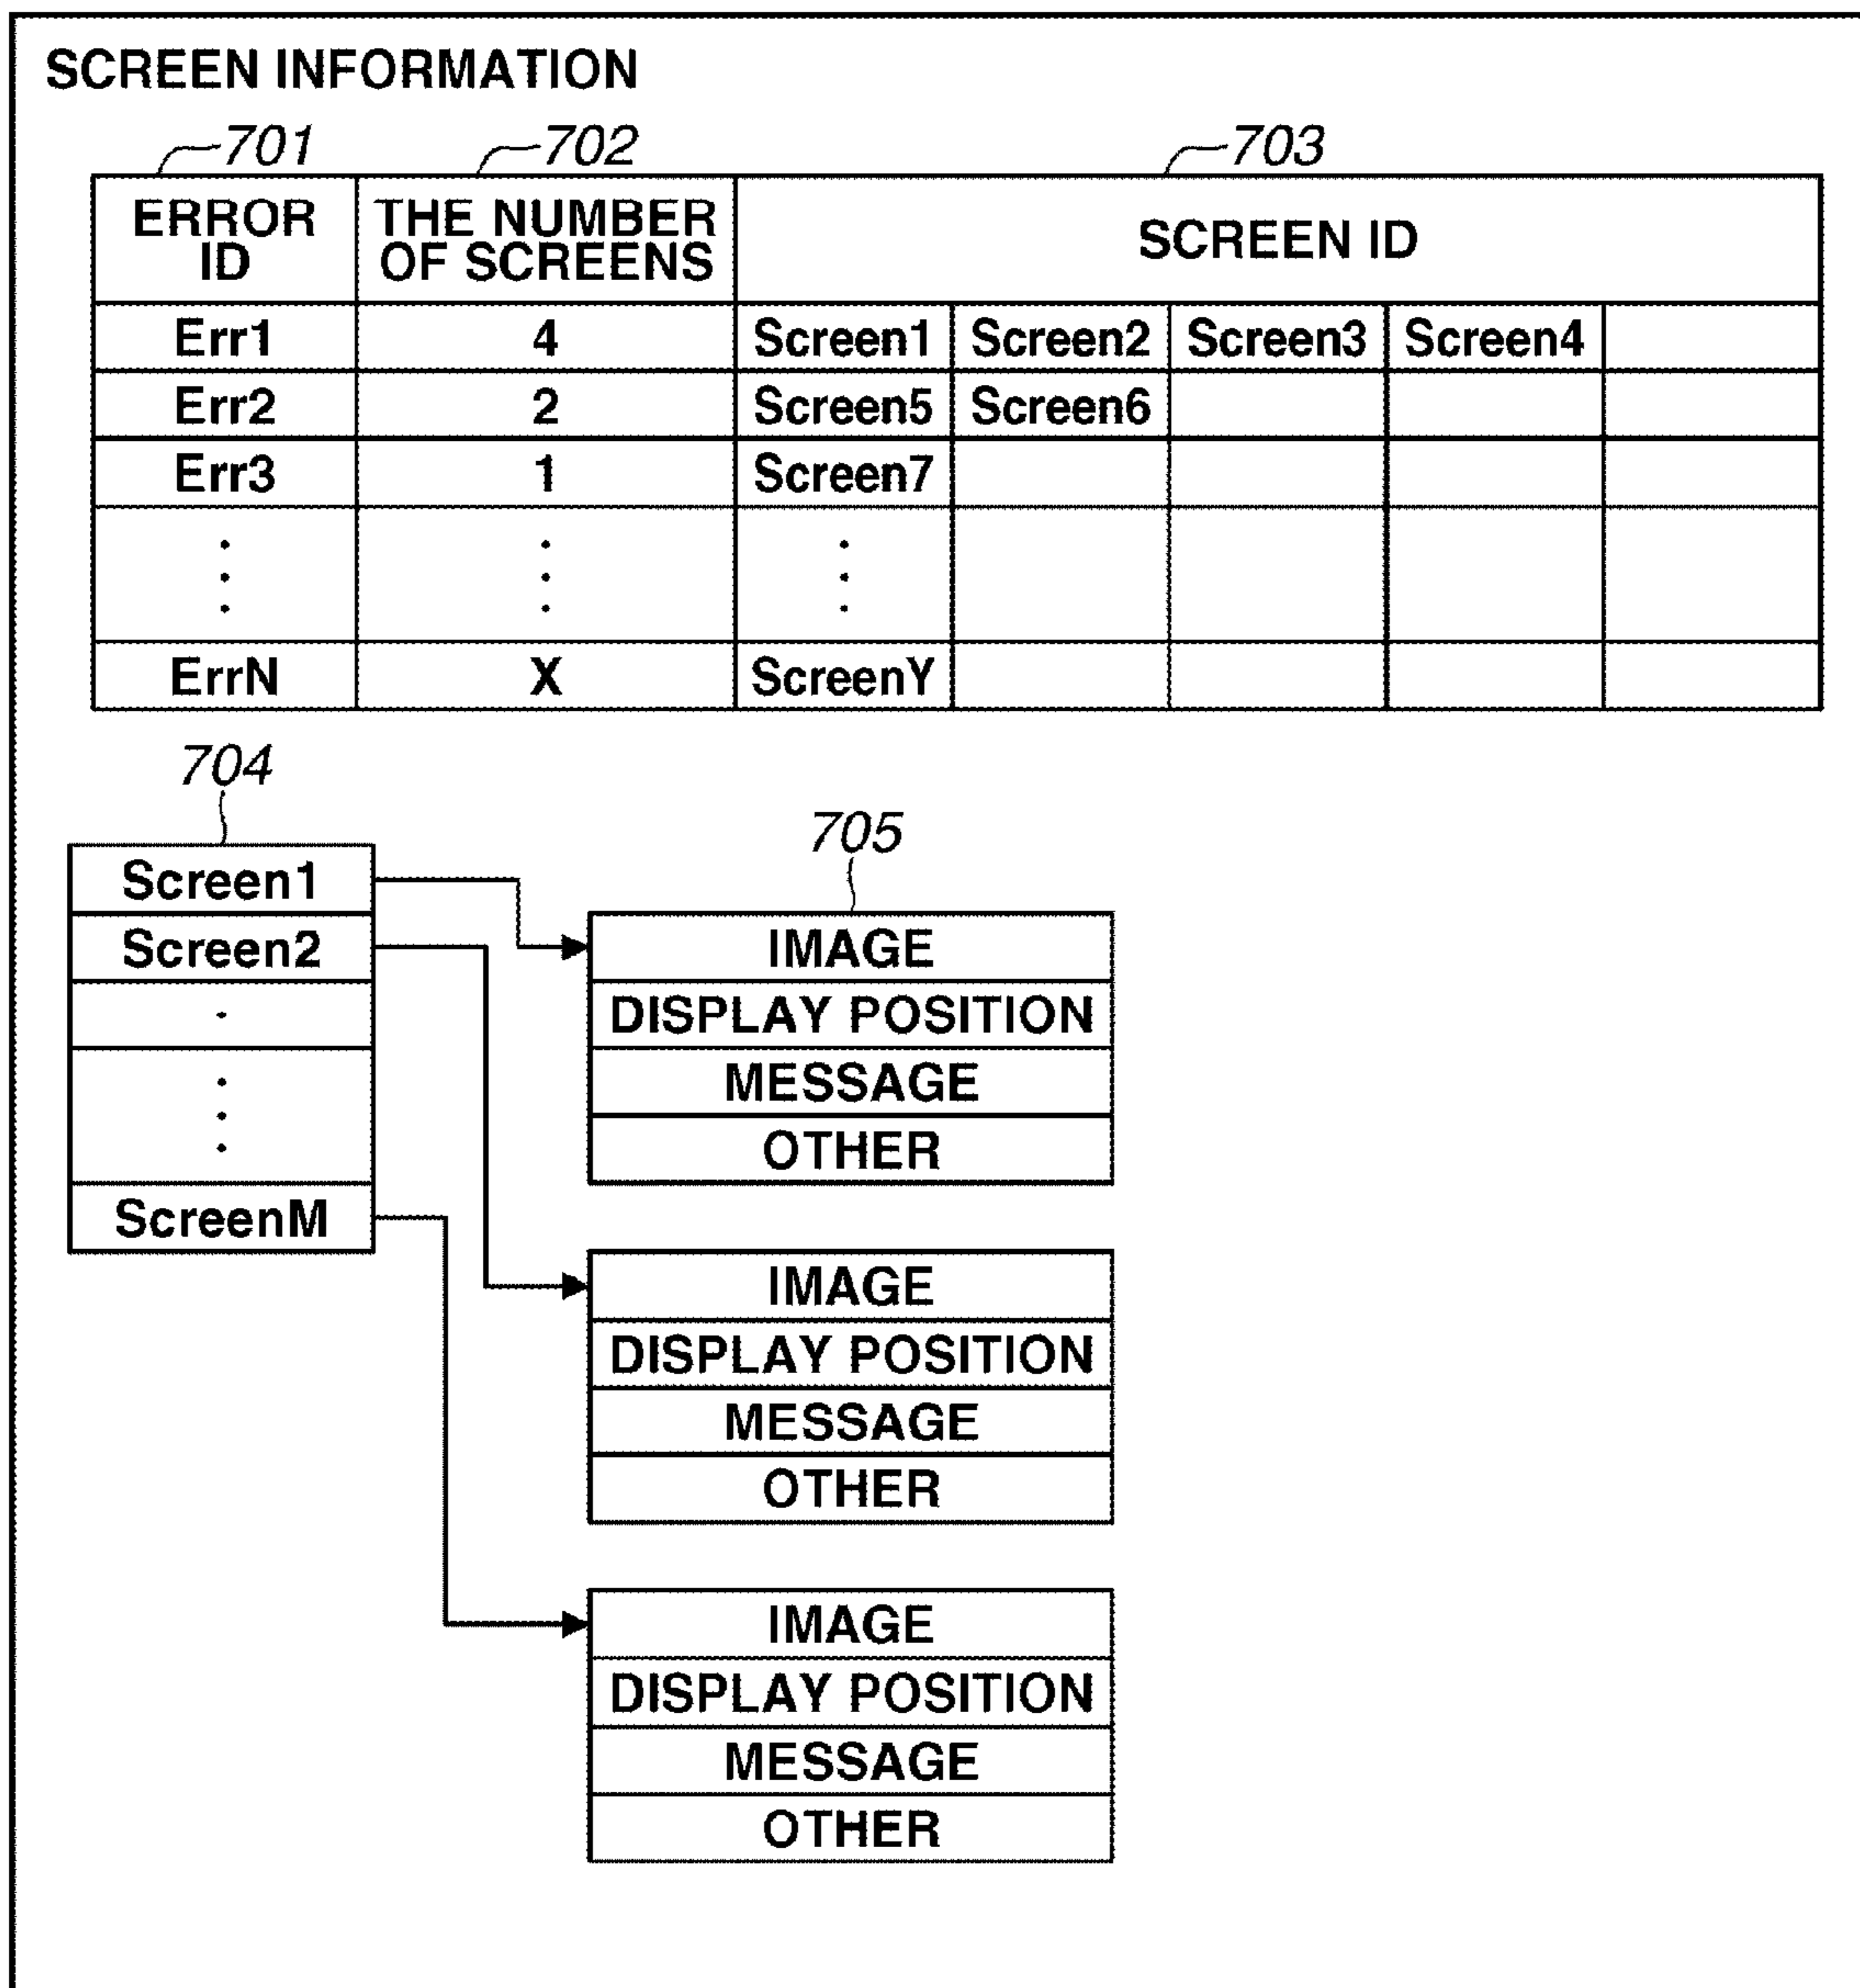 SCREEN INFORMATION
701 702 703
ERROR ID THE NUMBER OF SCREENS SCREEN ID
Err1 4 Screen1 Screen2 Screen3 Screen4
Err2 2 Screen5 Screen6
Err3 1 Screen7
ErrN X ScreenY
704
Screen1
Screen2
ScreenM
705
IMAGE
DISPLAY POSITION
MESSAGE
OTHER
IMAGE
DISPLAY POSITION
MESSAGE
OTHER
IMAGE
DISPLAY POSITION
MESSAGE
OTHER